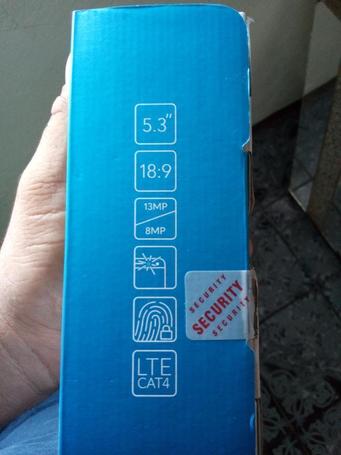 5.3"
18:9
13MP
8MP
SECURITY
SECURITY
SECURITY
LTE
CAT4